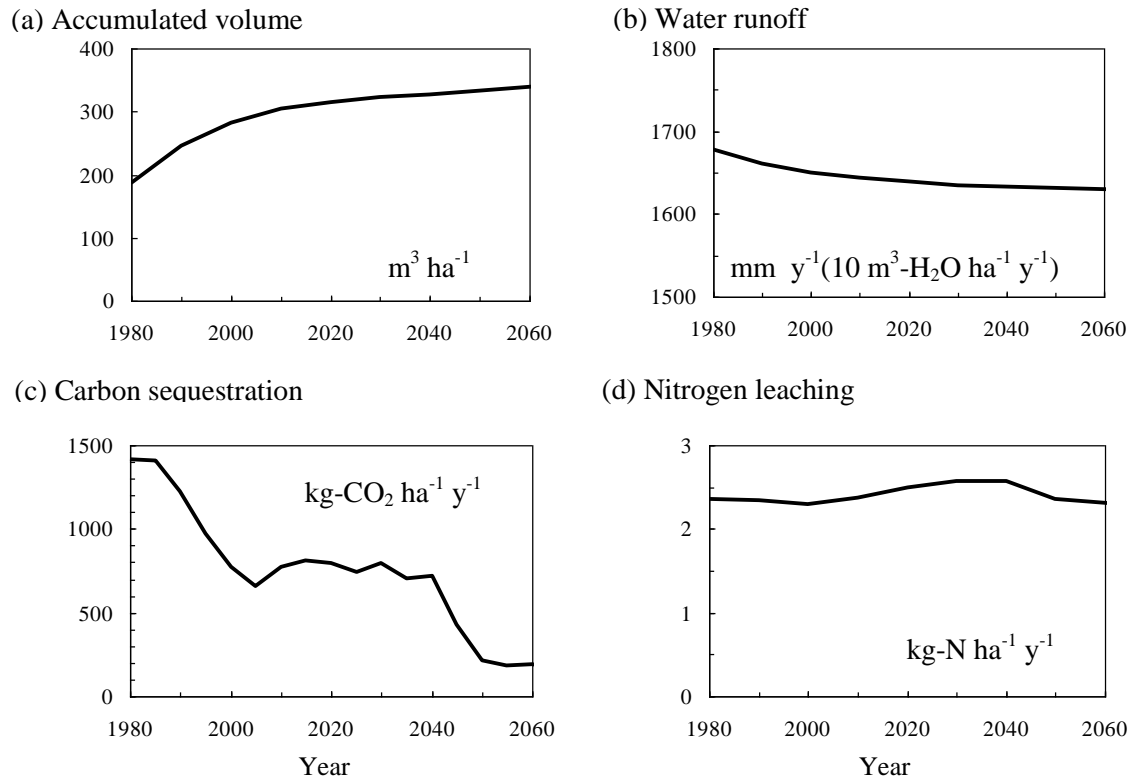 (a) Accumulated volume
400
300
200
100
0
m³ ha⁻¹
1980 2000 2020 2040 2060
(b) Water runoff
1800
1700
1600
1500
mm y⁻¹(10 m³-H₂O ha⁻¹ y⁻¹)
1980 2000 2020 2040 2060
(c) Carbon sequestration
1500
1000
500
0
kg-CO₂ ha⁻¹ y⁻¹
1980 2000 2020 2040 2060
Year
(d) Nitrogen leaching
3
2
1
0
kg-N ha⁻¹ y⁻¹
1980 2000 2020 2040 2060
Year